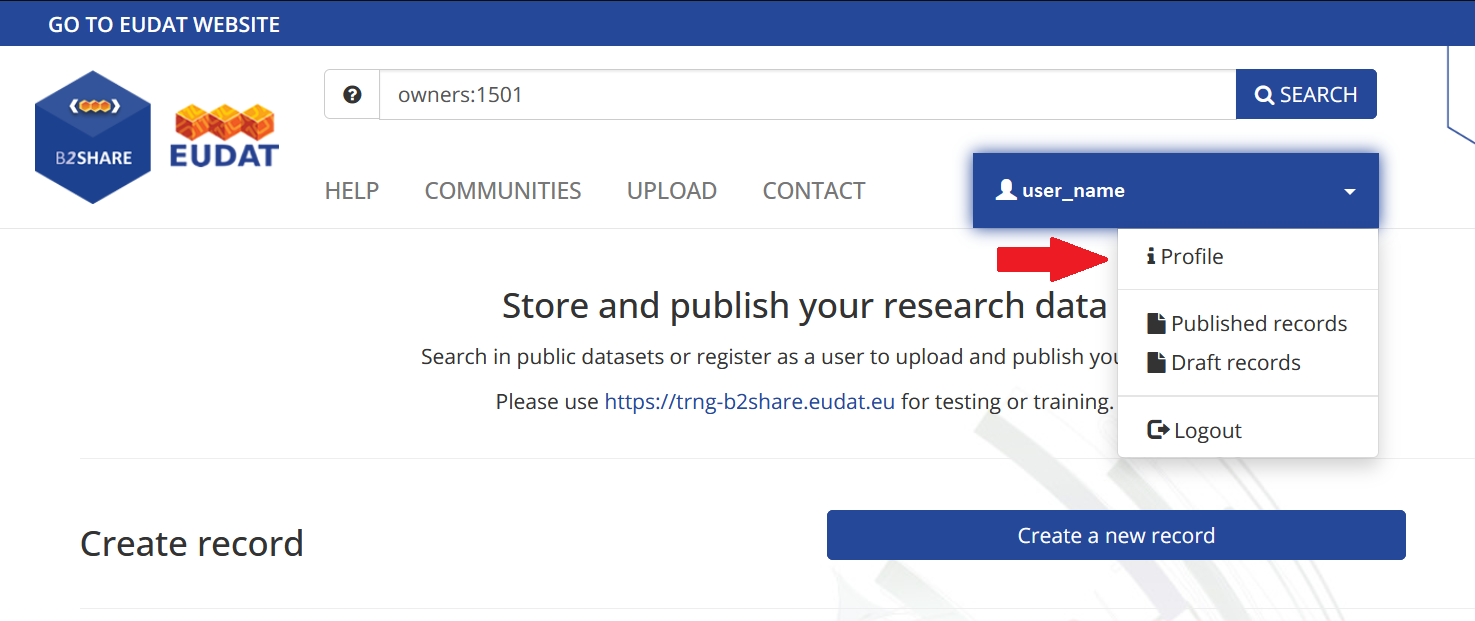 GO TO EUDAT WEBSITE
owners:1501
SEARCH
B2SHARE
EUDAT
HELP
COMMUNITIES
UPLOAD
CONTACT
user_name
Profile
Published records
Draft records
Logout
Store and publish your research data
Search in public datasets or register as a user to upload and publish
Please use https://trng-b2share.eudat.eu for testing or training.
Create record
Create a new record